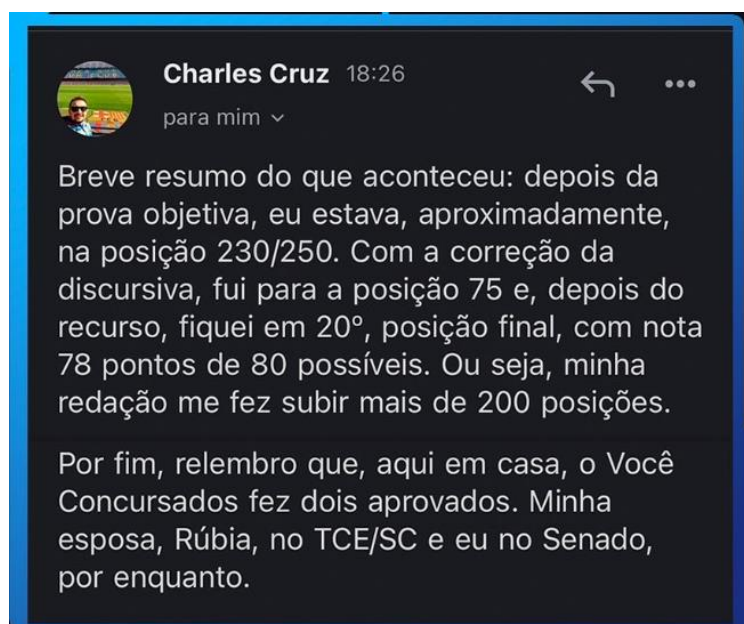 Charles Cruz 18:26
para mim
Breve resumo do que aconteceu: depois da
prova objetiva, eu estava, aproximadamente,
na posição 230/250. Com a correção da
discursiva, fui para a posição 75 e, depois do
recurso, fiquei em 20º, posição final, com nota
78 pontos de 80 possíveis. Ou seja, minha
redação me fez subir mais de 200 posições.
Por fim, relembro que, aqui em casa, o Você
Concursados fez dois aprovados. Minha
esposa, Rúbia, no TCE/SC e eu no Senado,
por enquanto.